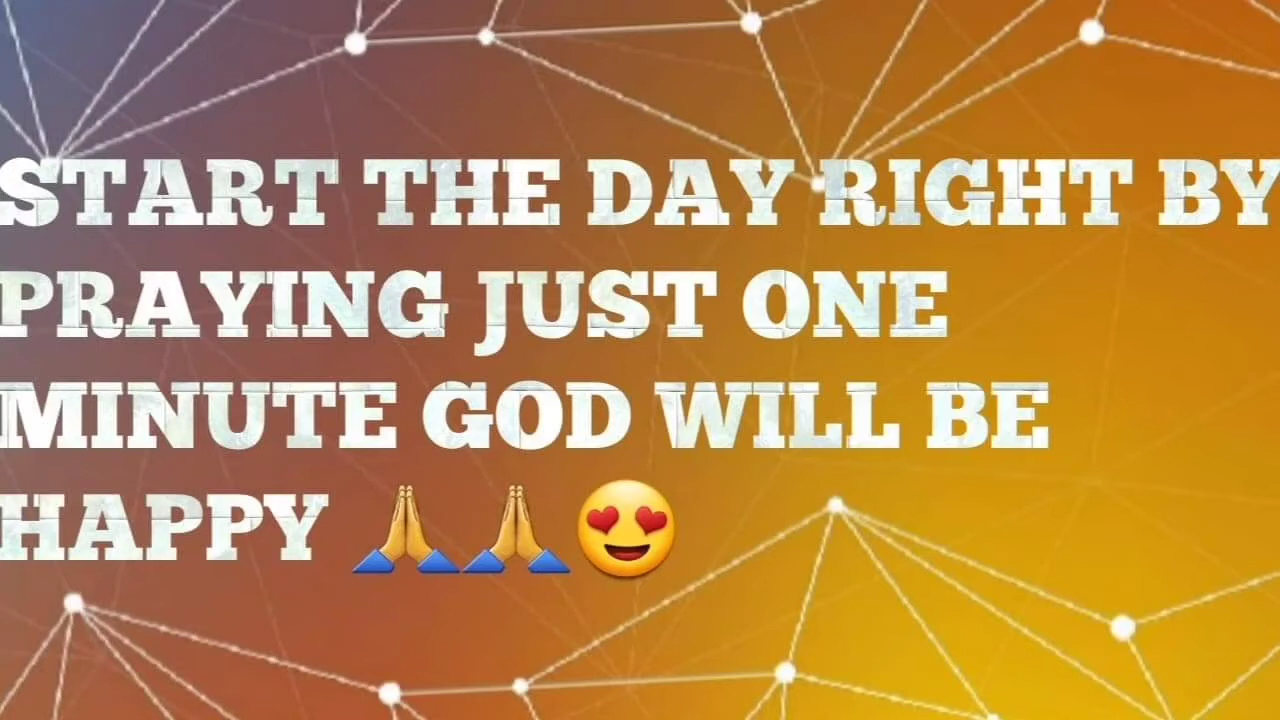 START THE DAY RIGHT BY
PRAYING JUST ONE
MINUTE GOD WILL BE
HAPPY 🙏🙏😍